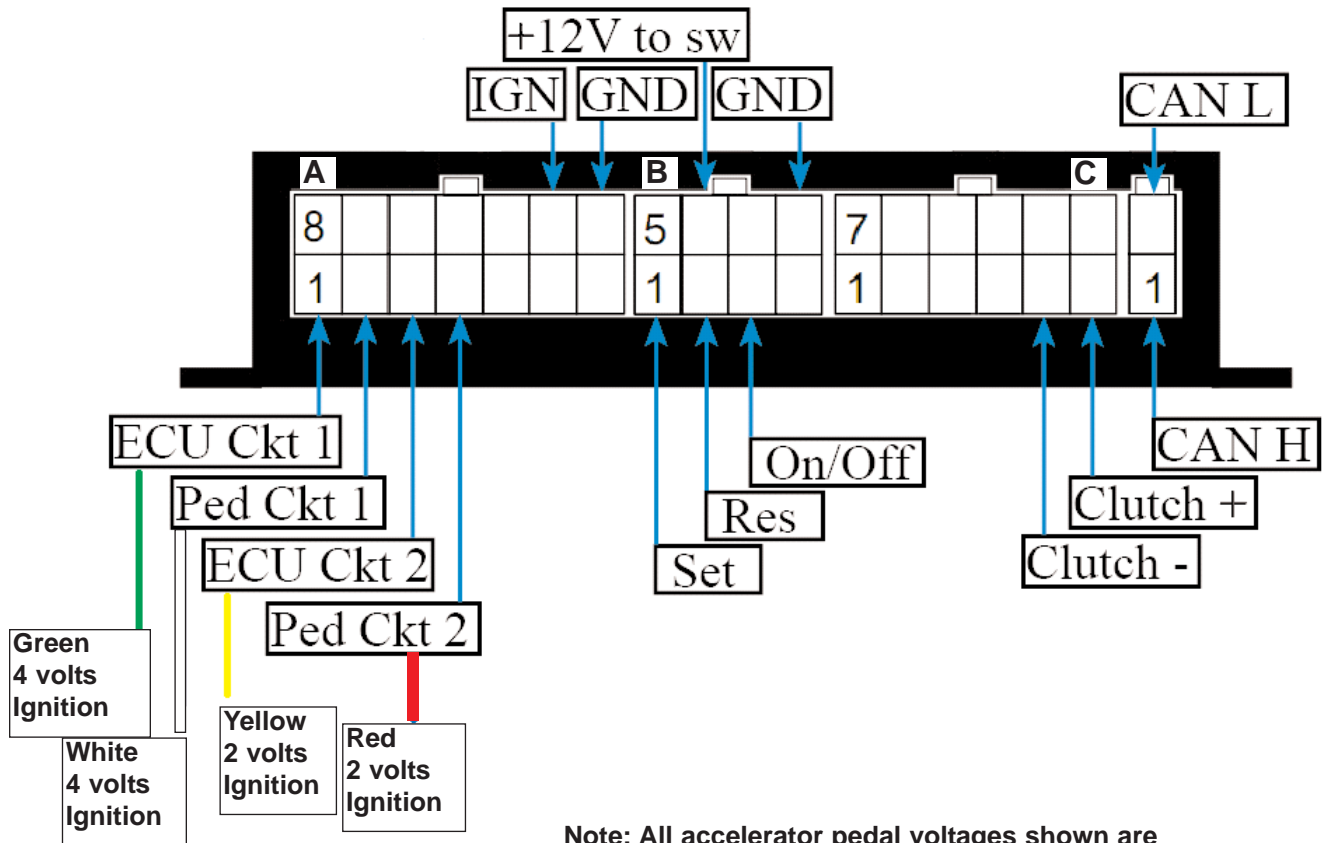 +12V to sw
IGN
GND
GND
CAN L
A
B
C
8
5
7
1
1
1
1
ECU Ckt 1
On/Off
CAN H
Ped Ckt 1
Res
Clutch +
ECU Ckt 2
Set
Clutch -
Ped Ckt 2
Green
4 volts
Ignition
White
4 volts
Ignition
Yellow
2 volts
Ignition
Red
2 volts
Ignition
Note: All accelerator pedal voltages shown are